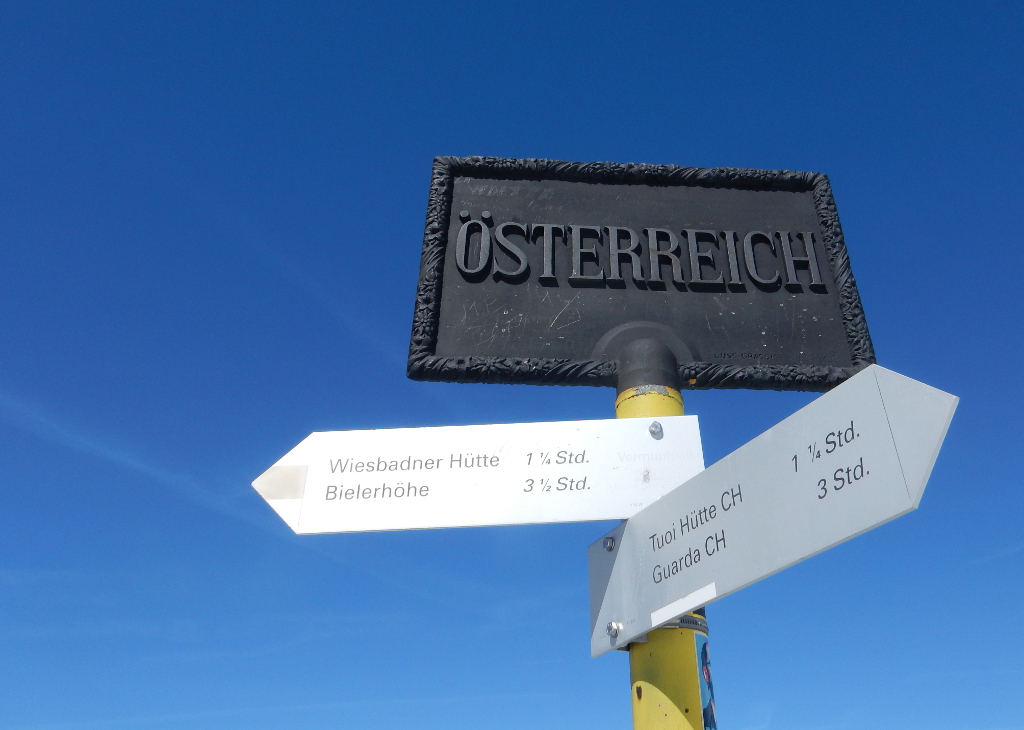 ÖSTERREICH
Wiesbadner Hütte 1 ¼ Std.
Bielerhöhe 3 ½ Std.
Tuoi Hütte CH 1 ¼ Std.
Guarda CH 3 Std.